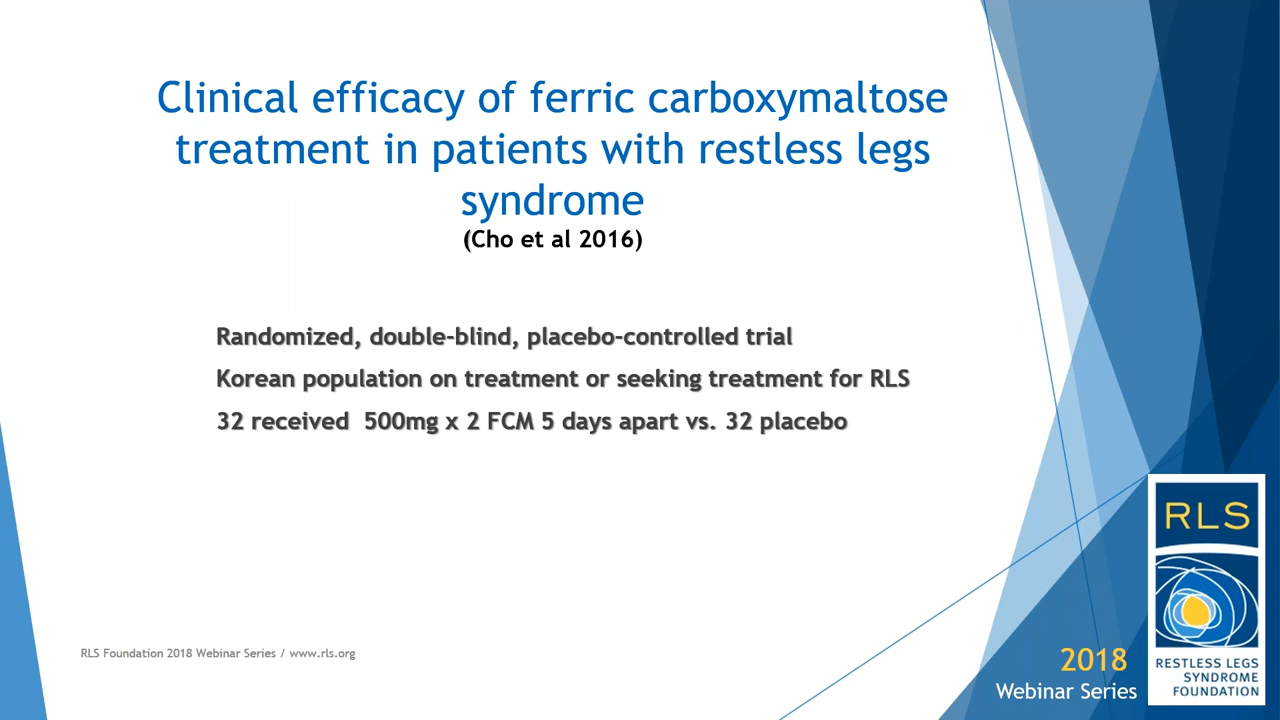 Clinical efficacy of ferric carboxymaltose
treatment in patients with restless legs
syndrome
(Cho et al 2016)
Randomized, double-blind, placebo-controlled trial
Korean population on treatment or seeking treatment for RLS
32 received  500mg x 2 FCM 5 days apart vs. 32 placebo
RLS Foundation 2018 Webinar Series / www.rls.org
2018
Webinar Series
RLS
RESTLESS LEGS
SYNDROME
FOUNDATION